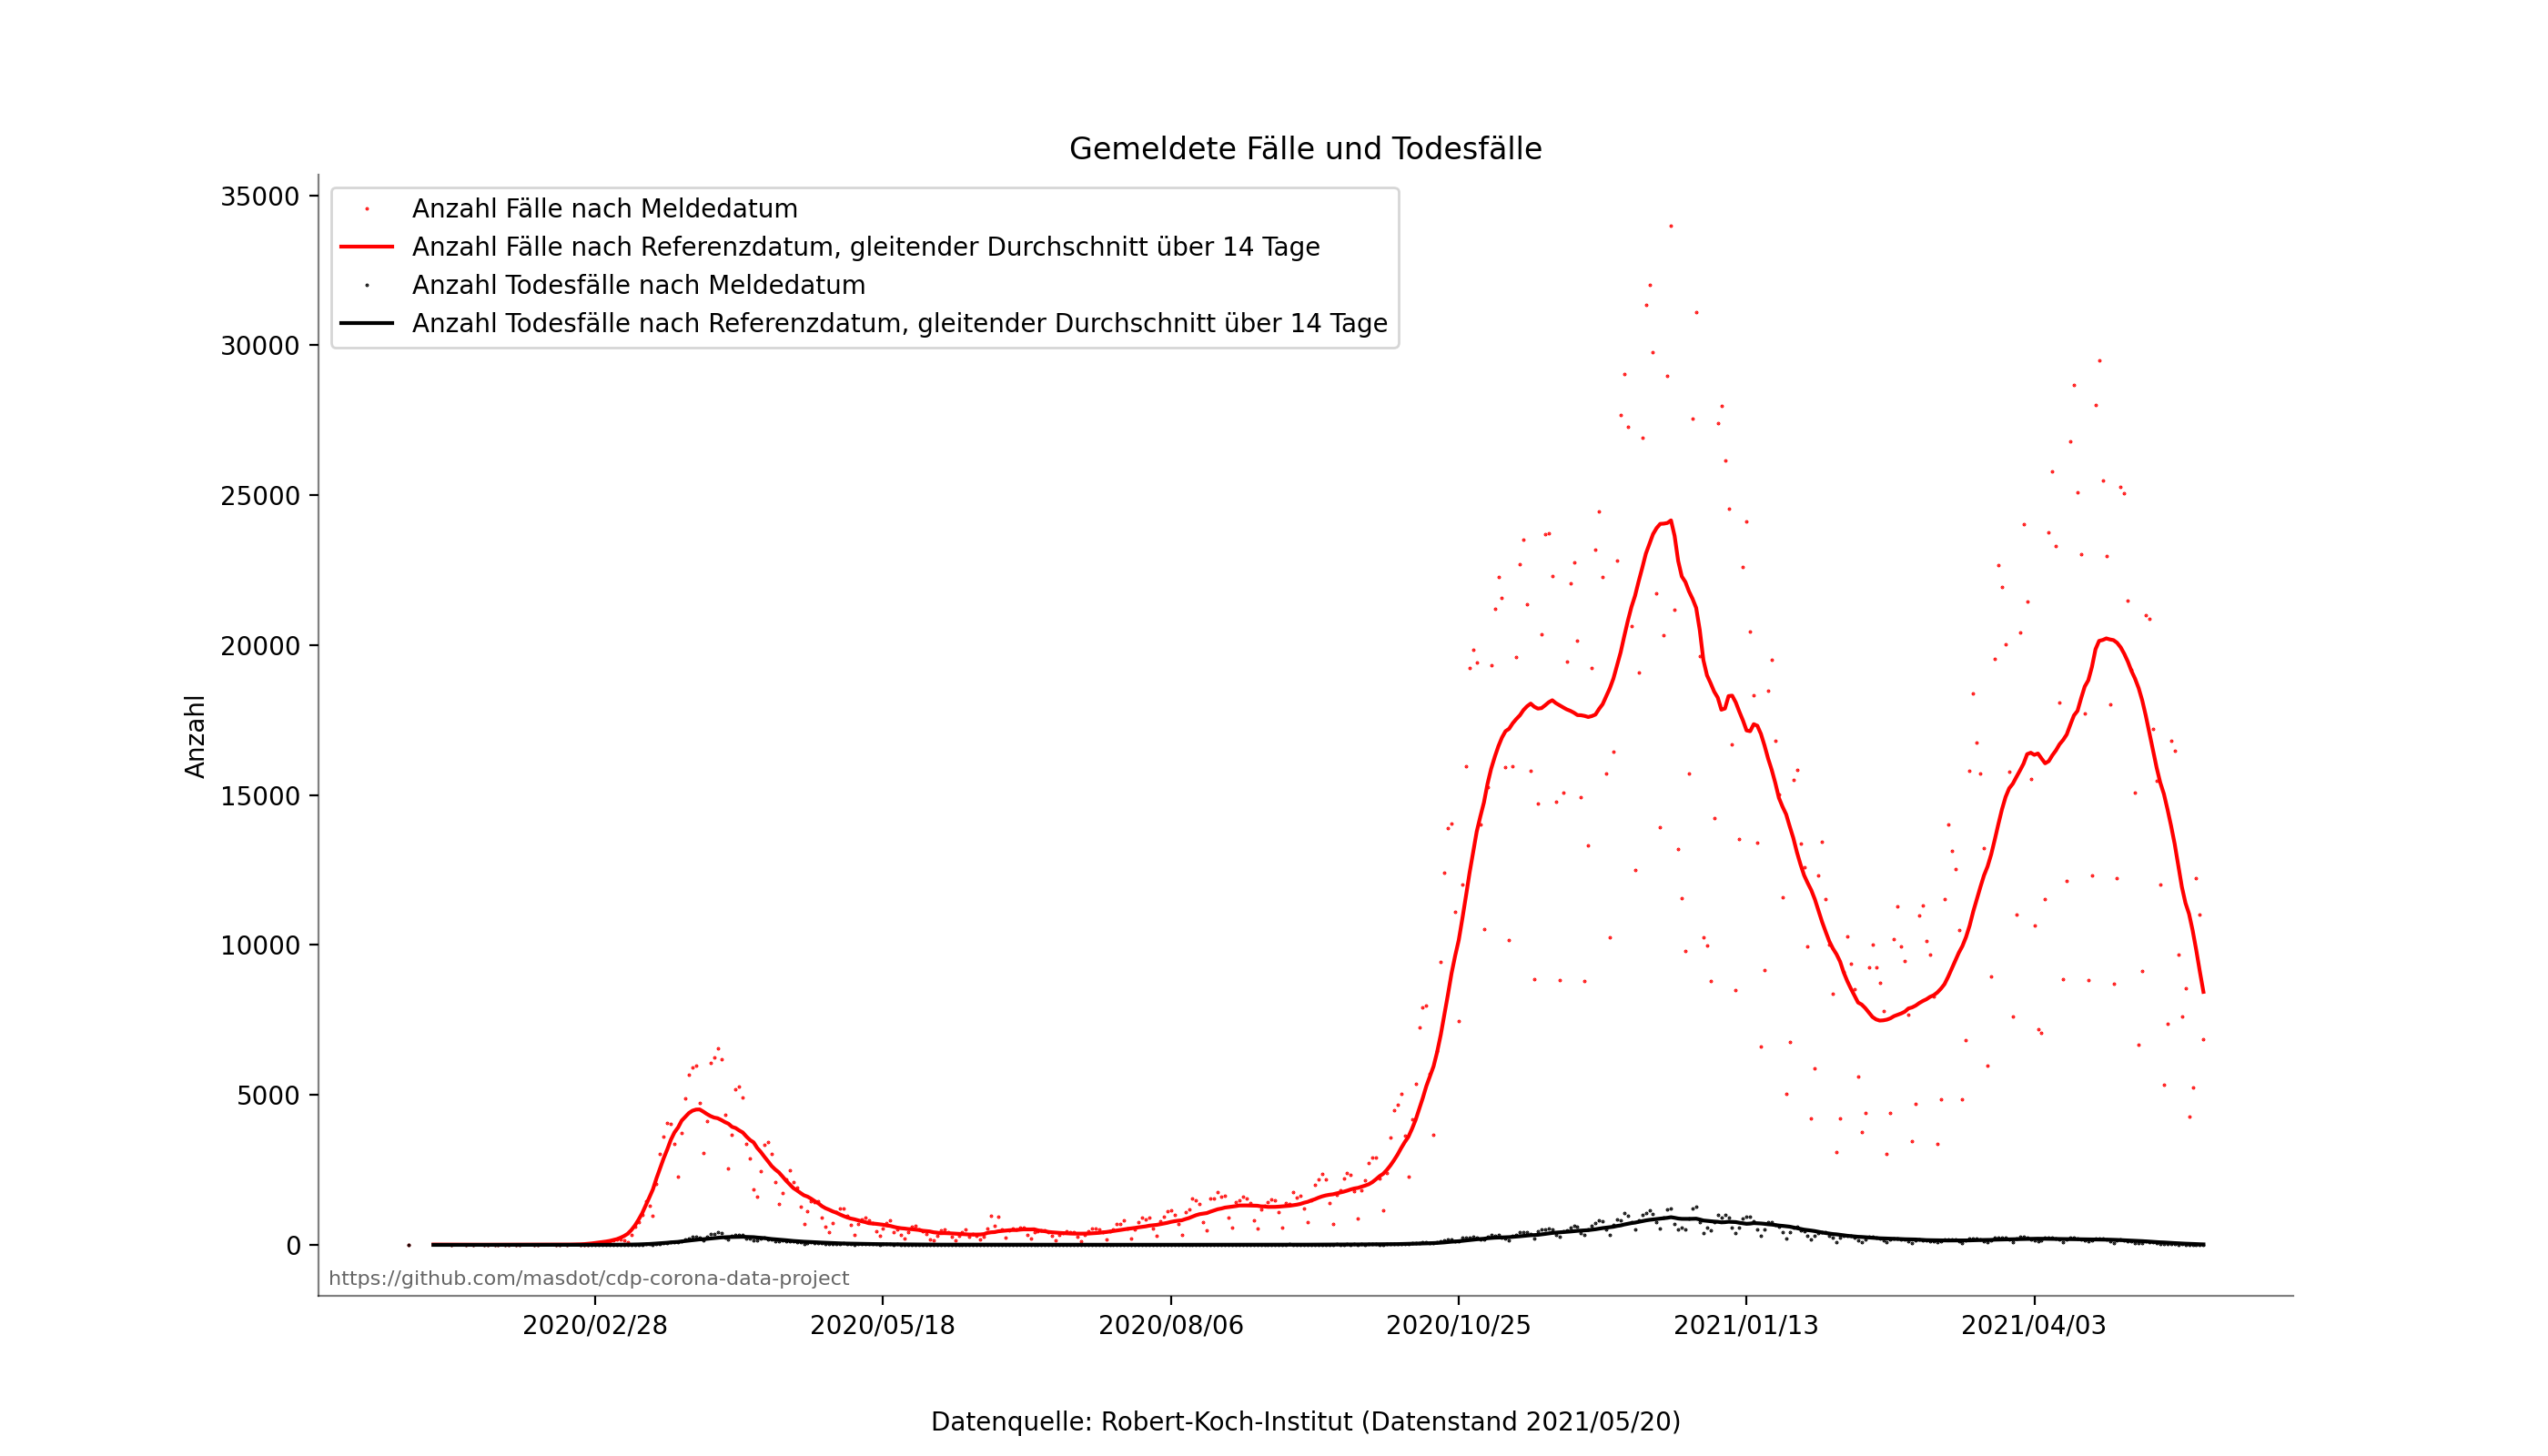 Gemeldete Fälle und Todesfälle
35000
30000
25000
20000
15000
10000
5000
0
Anzahl
Anzahl Fälle nach Meldedatum
Anzahl Fälle nach Referenzdatum, gleitender Durchschnitt über 14 Tage
Anzahl Todesfälle nach Meldedatum
Anzahl Todesfälle nach Referenzdatum, gleitender Durchschnitt über 14 Tage
https://github.com/masdot/cdp-corona-data-project
2020/02/28
2020/05/18
2020/08/06
2020/10/25
2021/01/13
2021/04/03
Datenquelle: Robert-Koch-Institut (Datenstand 2021/05/20)